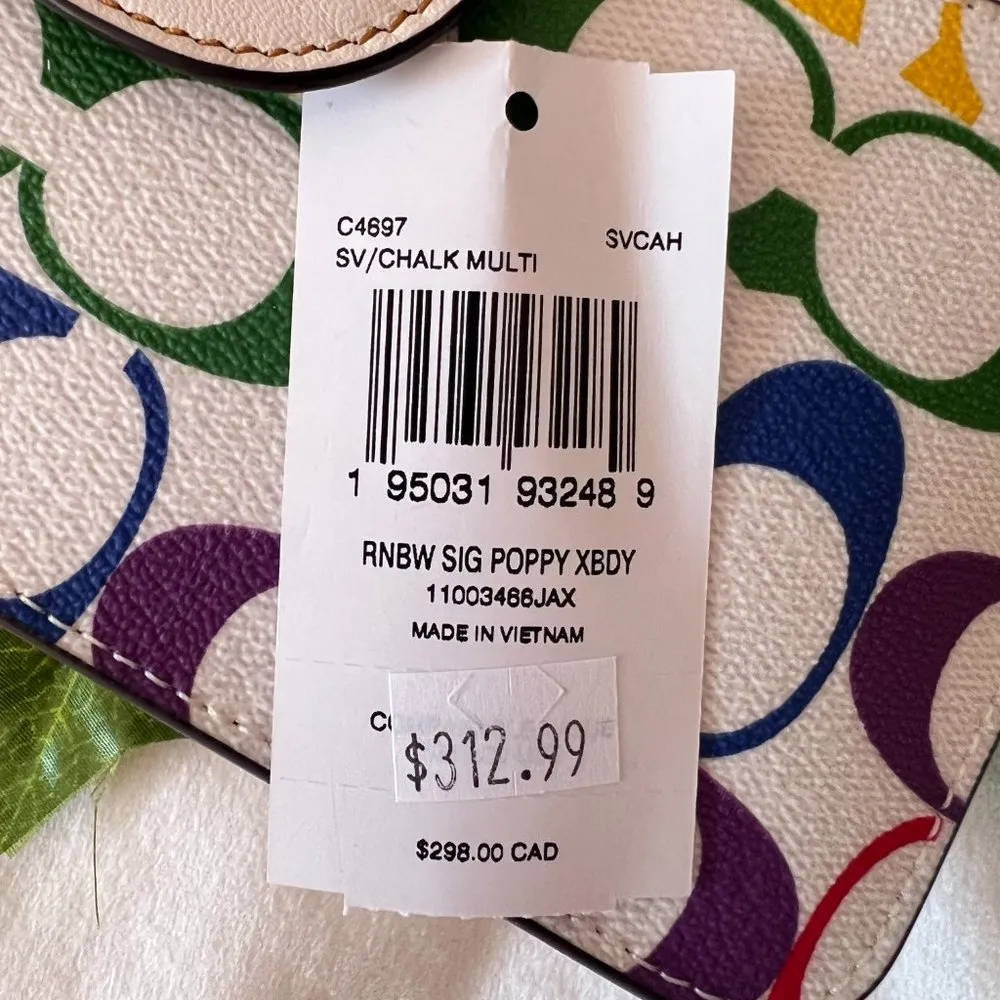 C4697
SVCAH
SV/CHALK MULTI
1 95031 93248 9
RNBW SIG POPPY XBDY
11003466JAX
MADE IN VIETNAM
$312.99
$298.00 CAD